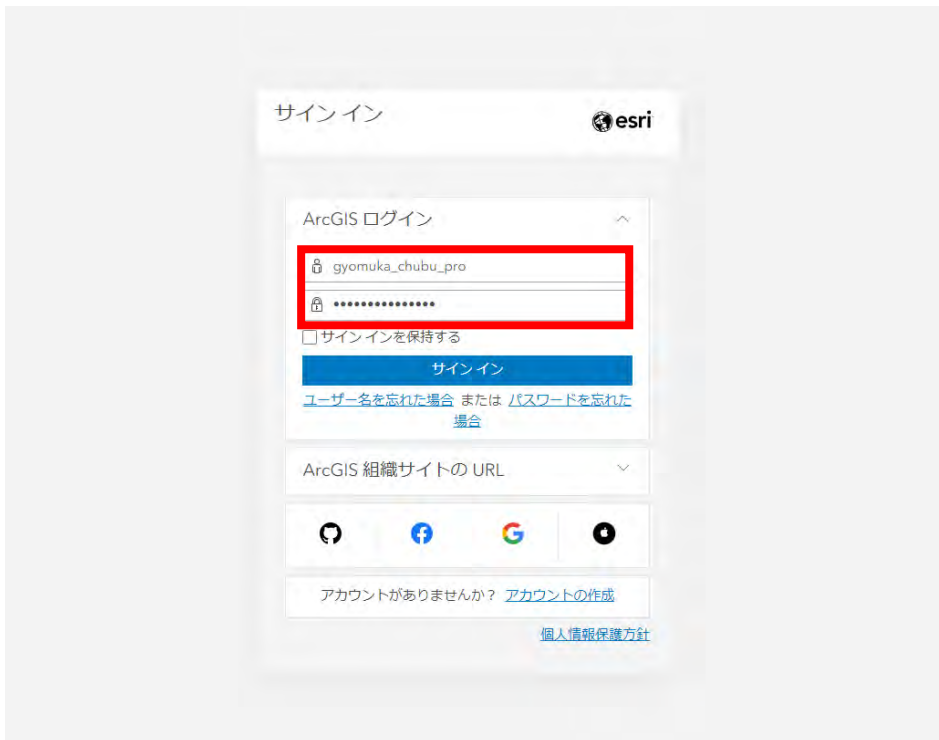 サイン イン
esri
ArcGIS ログイン
gyomuka_chubu_pro
•••••••••••••••
サイン インを保持する
サイン イン
ユーザー名を忘れた場合 または パスワードを忘れた
場合
ArcGIS 組織サイトの URL
アカウントがありませんか？ アカウントの作成
個人情報保護方針